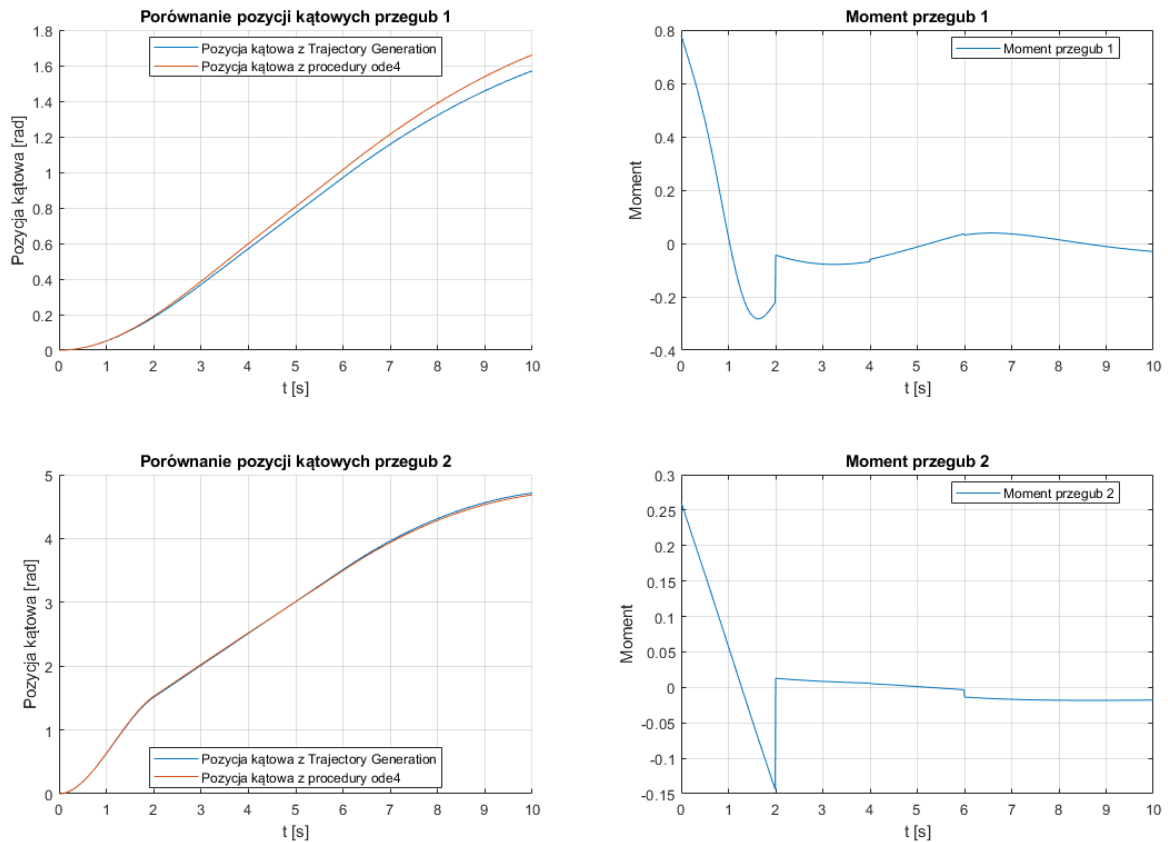 Porównanie pozycji kątowych przegub 1
Pozycja kątowa z Trajectory Generation
Pozycja kątowa z procedury ode4
Pozycja kątowa [rad]
1.8
1.6
1.4
1.2
1
0.8
0.6
0.4
0.2
0
0 1 2 3 4 5 6 7 8 9 10
t [s]
Moment przegub 1
Moment przegub 1
Moment
0.8
0.6
0.4
0.2
0
-0.2
-0.4
0 1 2 3 4 5 6 7 8 9 10
t [s]
Porównanie pozycji kątowych przegub 2
Pozycja kątowa [rad]
5
4
3
2
1
0
Pozycja kątowa z Trajectory Generation
Pozycja kątowa z procedury ode4
0 1 2 3 4 5 6 7 8 9 10
t [s]
Moment przegub 2
Moment przegub 2
Moment
0.3
0.25
0.2
0.15
0.1
0.05
0
-0.05
-0.1
-0.15
0 1 2 3 4 5 6 7 8 9 10
t [s]